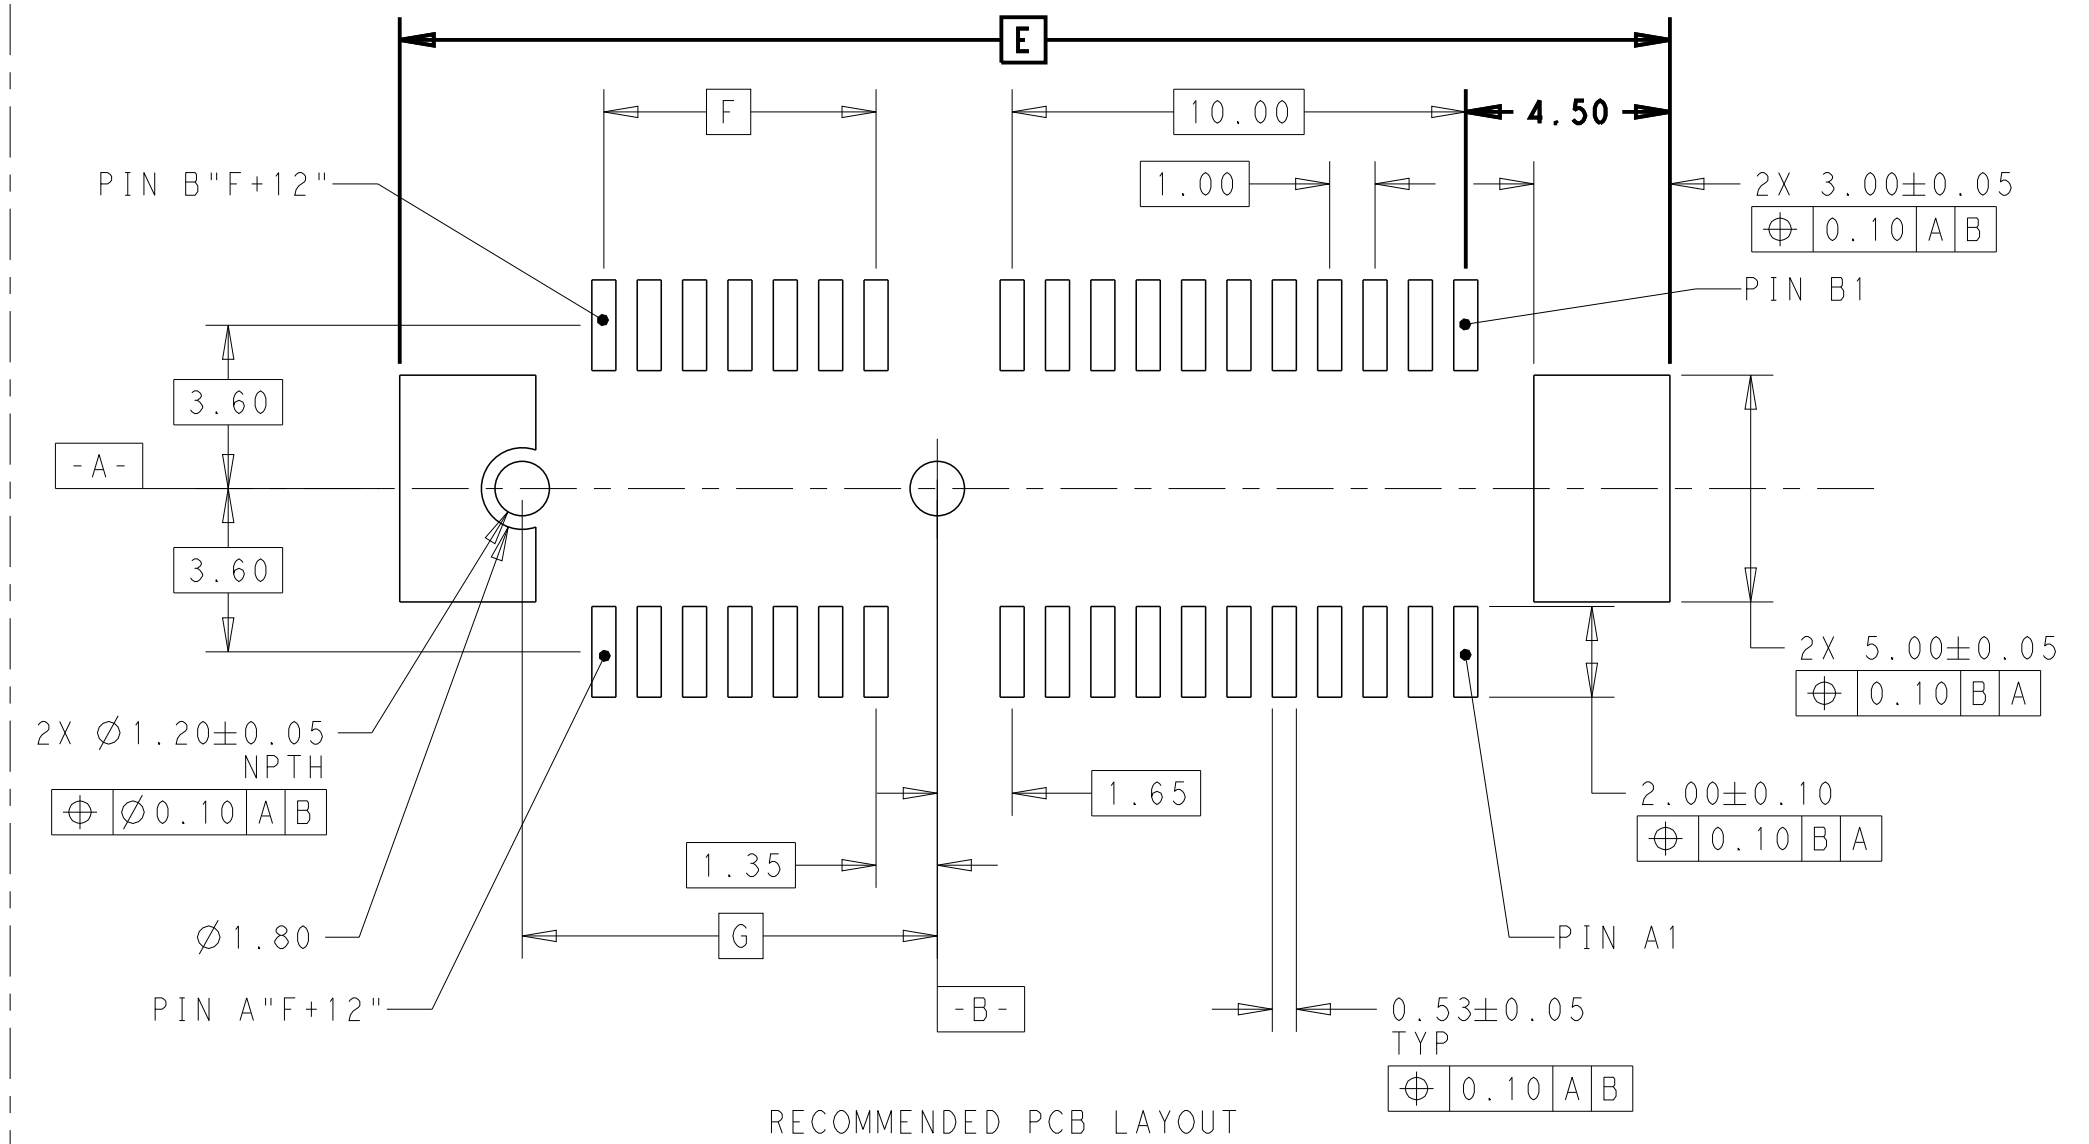 E
F
10.00
4.50
PIN B"F+12"
1.00
2X 3.00±0.05
⌖ 0.10 A B
PIN B1
3.60
-A-
3.60
2X 5.00±0.05
⌖ 0.10 B A
2X ∅1.20±0.05
NPTH
⌖ ∅0.10 A B
1.65
2.00±0.10
⌖ 0.10 B A
1.35
∅1.80
G
PIN A1
PIN A"F+12"
-B-
0.53±0.05
TYP
⌖ 0.10 A B
RECOMMENDED PCB LAYOUT